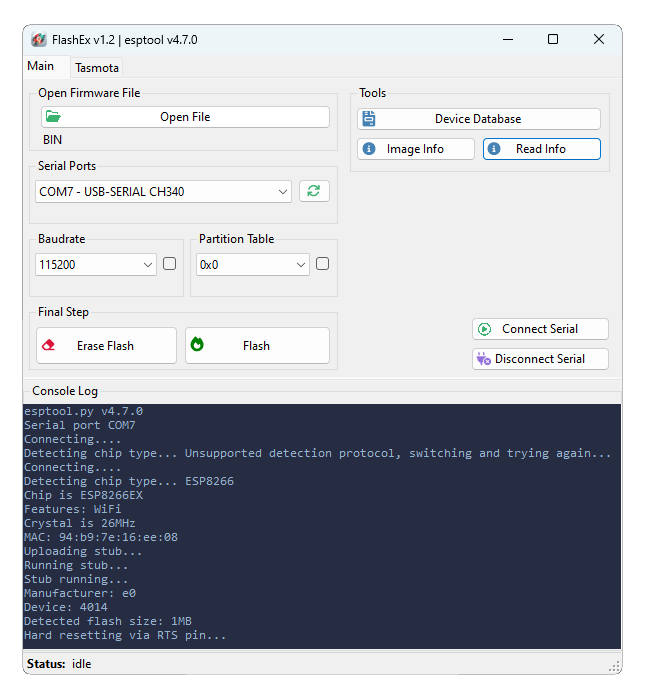 FlashEx v1.2 | esptool v4.7.0
Main
Tasmota
Open Firmware File
Open File
BIN
Serial Ports
COM7 - USB-SERIAL CH340
Baudrate
115200
Partition Table
0x0
Final Step
Erase Flash
Flash
Tools
Device Database
Image Info
Read Info
Connect Serial
Disconnect Serial
Console Log
esptool.py v4.7.0
Serial port COM7
Connecting....
Detecting chip type... Unsupported detection protocol, switching and trying again...
Connecting....
Detecting chip type... ESP8266
Chip is ESP8266EX
Features: WiFi
Crystal is 26MHz
MAC: 94:b9:7e:16:ee:08
Uploading stub...
Running stub...
Stub running...
Manufacturer: e0
Device: 4014
Detected flash size: 1MB
Hard resetting via RTS pin...
Status: idle